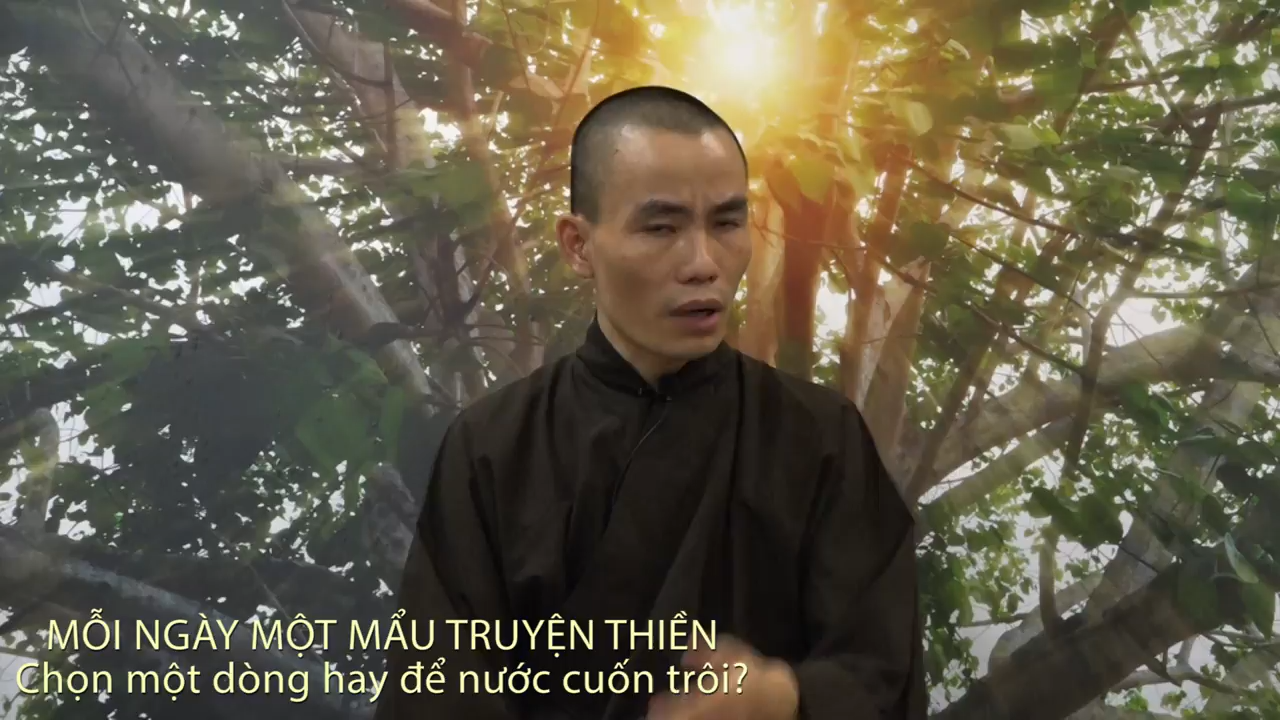 MỖI NGÀY MỘT MẨU TRUYỆN THIỀN
Chọn một dòng hay để nước cuốn trôi?